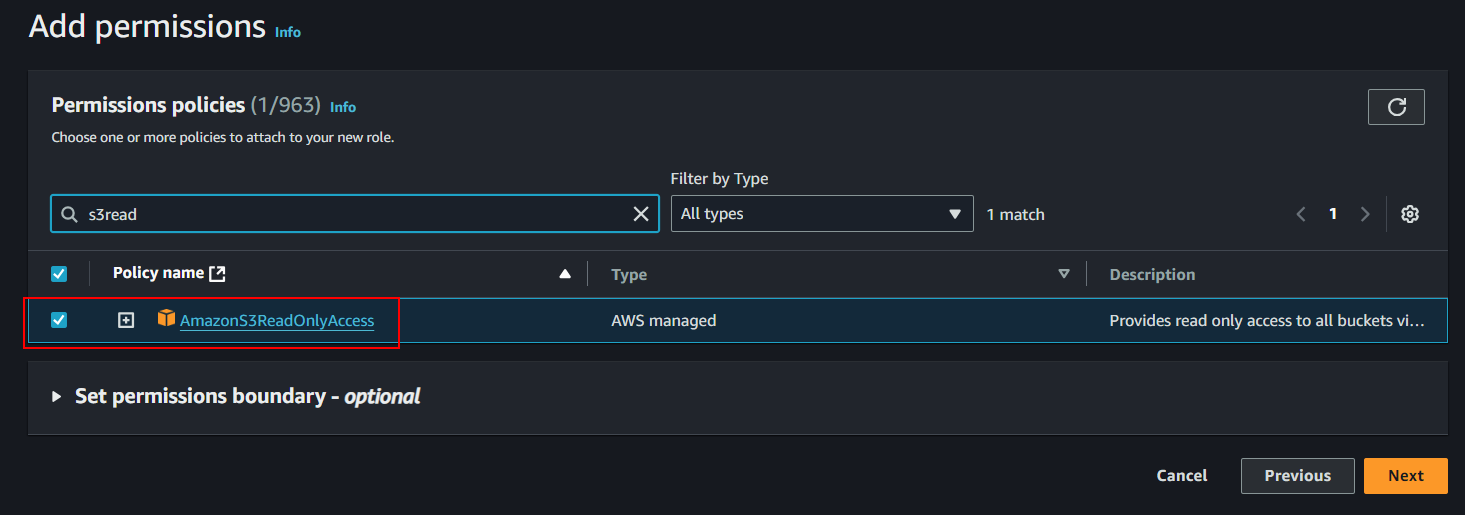 Add permissions Info
Permissions policies (1/963) Info
Choose one or more policies to attach to your new role.
Filter by Type
s3read
All types
1 match
1
Policy name
Type
Description
AmazonS3ReadOnlyAccess
AWS managed
Provides read only access to all buckets vi...
Set permissions boundary - optional
Cancel
Previous
Next